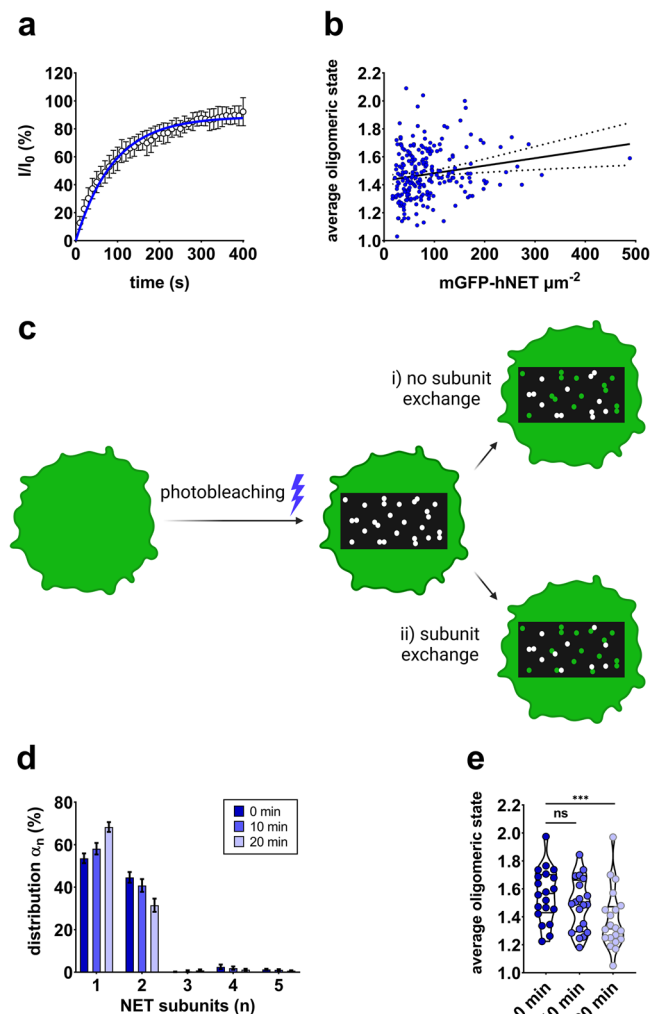 a
b
120
100
80
60
40
20
0
I/I0 (%)
0 100 200 300 400
time (s)
2.2
2.0
1.8
1.6
1.4
1.2
1.0
average oligomeric state
0 100 200 300 400 500
mGFP-hNET µm-2
c
i) no subunit
exchange
photobleaching
ii) subunit
exchange
d
e
80
60
40
20
0
distribution αn (%)
0 min
10 min
20 min
1 2 3 4 5
NET subunits (n)
***
ns
2.2
2.0
1.8
1.6
1.4
1.2
1.0
average oligomeric state
0 min